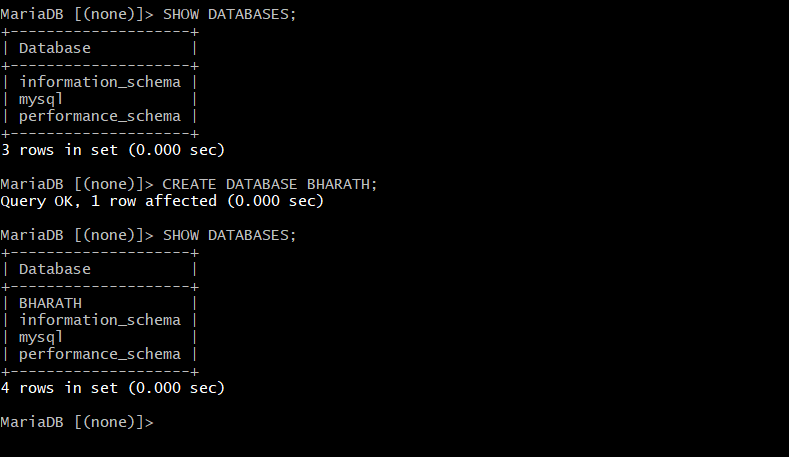 MariaDB [(none)]> SHOW DATABASES;
+--------------------+
| Database           |
+--------------------+
| information_schema |
| mysql              |
| performance_schema |
+--------------------+
3 rows in set (0.000 sec)

MariaDB [(none)]> CREATE DATABASE BHARATH;
Query OK, 1 row affected (0.000 sec)

MariaDB [(none)]> SHOW DATABASES;
+--------------------+
| Database           |
+--------------------+
| BHARATH            |
| information_schema |
| mysql              |
| performance_schema |
+--------------------+
4 rows in set (0.000 sec)

MariaDB [(none)]>